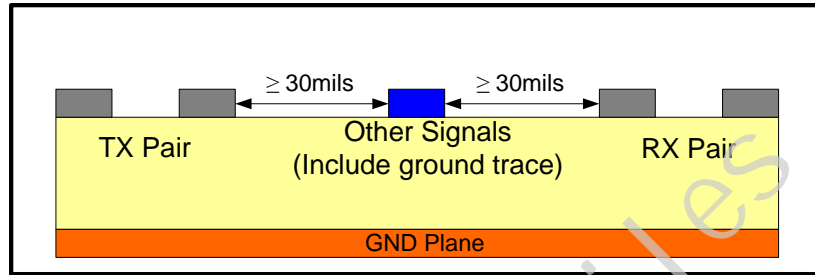 ≥ 30mils
≥ 30mils
TX Pair
Other Signals
(Include ground trace)
RX Pair
GND Plane